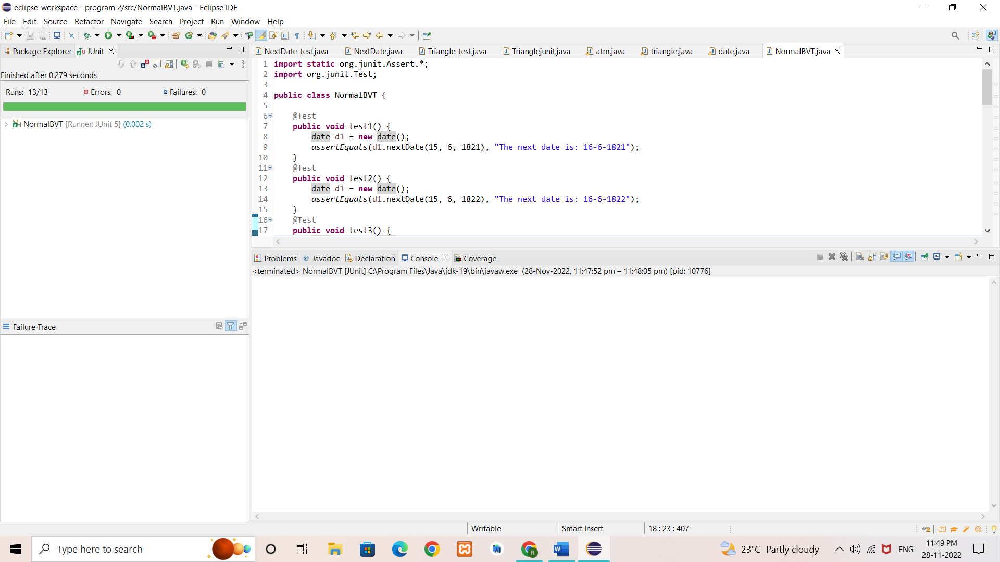 eclipse-workspace - program 2/src/NormalBVT.java - Eclipse IDE
File Edit Source Refactor Navigate Search Project Run Window Help
Package Explorer JUnit
NextDate_test.java NextDate.java Triangle_test.java Trianglejunit.java atm.java triangle.java date.java NormalBVT.java
Finished after 0.279 seconds
Runs: 13/13 Errors: 0 Failures: 0
NormalBVT [Runner: JUnit 5] (0.002 s)
1 import static org.junit.Assert.*;
2 import org.junit.Test;
3
4 public class NormalBVT {
5
6 @Test
7 public void test1() {
8 date d1 = new date();
9 assertEquals(d1.nextDate(15, 6, 1821), "The next date is: 16-6-1821");
10 }
11 @Test
12 public void test2() {
13 date d1 = new date();
14 assertEquals(d1.nextDate(15, 6, 1822), "The next date is: 16-6-1822");
15 }
16 @Test
17 public void test3() {
Problems Javadoc Declaration Console Coverage
<terminated> NormalBVT [JUnit] C:\Program Files\Java\jdk-19\bin\javaw.exe (28-Nov-2022, 11:47:52 pm – 11:48:05 pm) [pid: 10776]
Failure Trace
Writable Smart Insert 18 : 23 : 407
Type here to search
23°C Partly cloudy
ENG
11:49 PM
28-11-2022